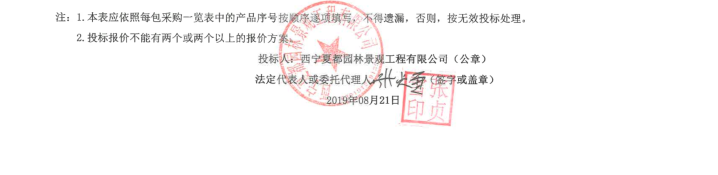 注：1.本表应依照每包采购一览表中的产品序号按顺序逐项填写，不得遗漏，否则，按无效投标处理。
2.投标报价不能有两个或两个以上的报价方案。
投标人：西宁夏都园林景观工程有限公司（公章）
法定代表人或委托代理人：（签字或盖章）
2019年08月21日
张贞印